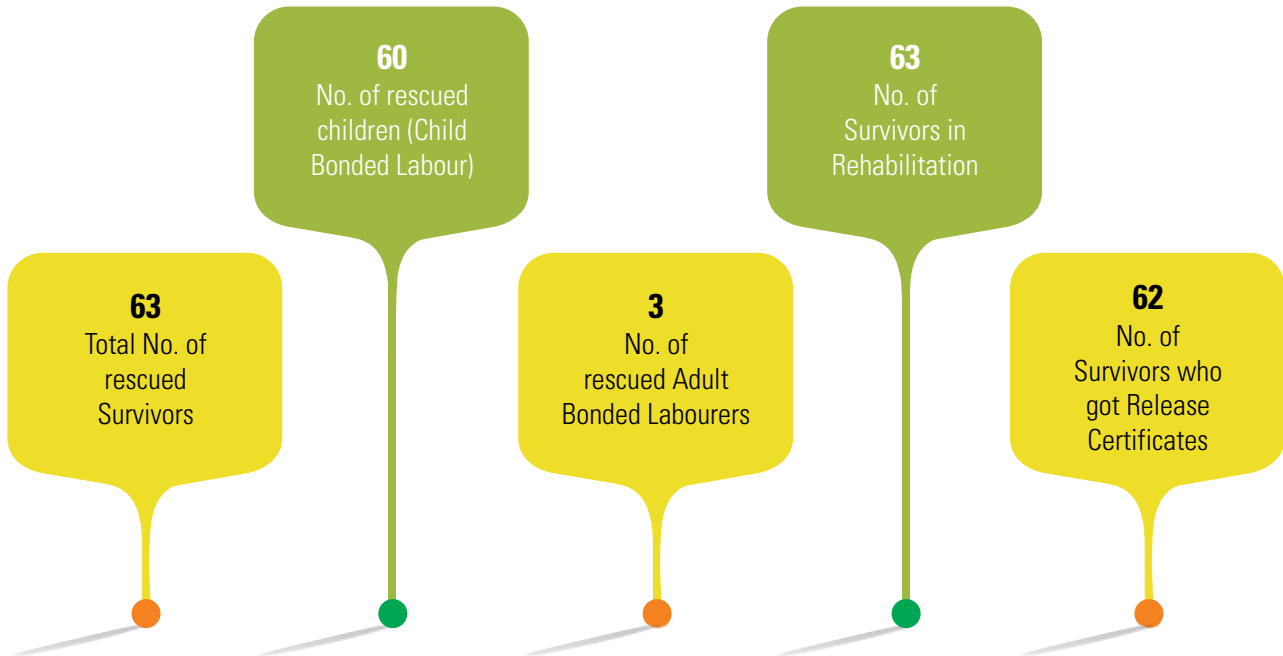 63
Total No. of
rescued
Survivors
60
No. of rescued
children (Child
Bonded Labour)
3
No. of
rescued Adult
Bonded Labourers
63
No. of
Survivors in
Rehabilitation
62
No. of
Survivors who
got Release
Certificates